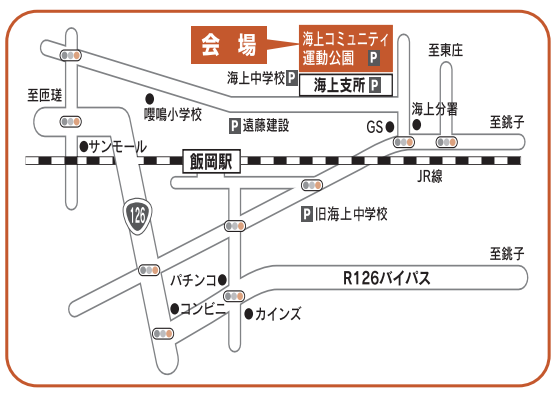 会場
海上コミュニティ
運動公園 P
至東庄
海上中学校 P
海上支所 P
至匝瑳
嚶鳴小学校
海上分署
遠藤建設
P
GS
至銚子
サンモール
飯岡駅
JR線
126
P 旧海上中学校
至銚子
パチンコ
R126バイパス
コンビニ
カインズ